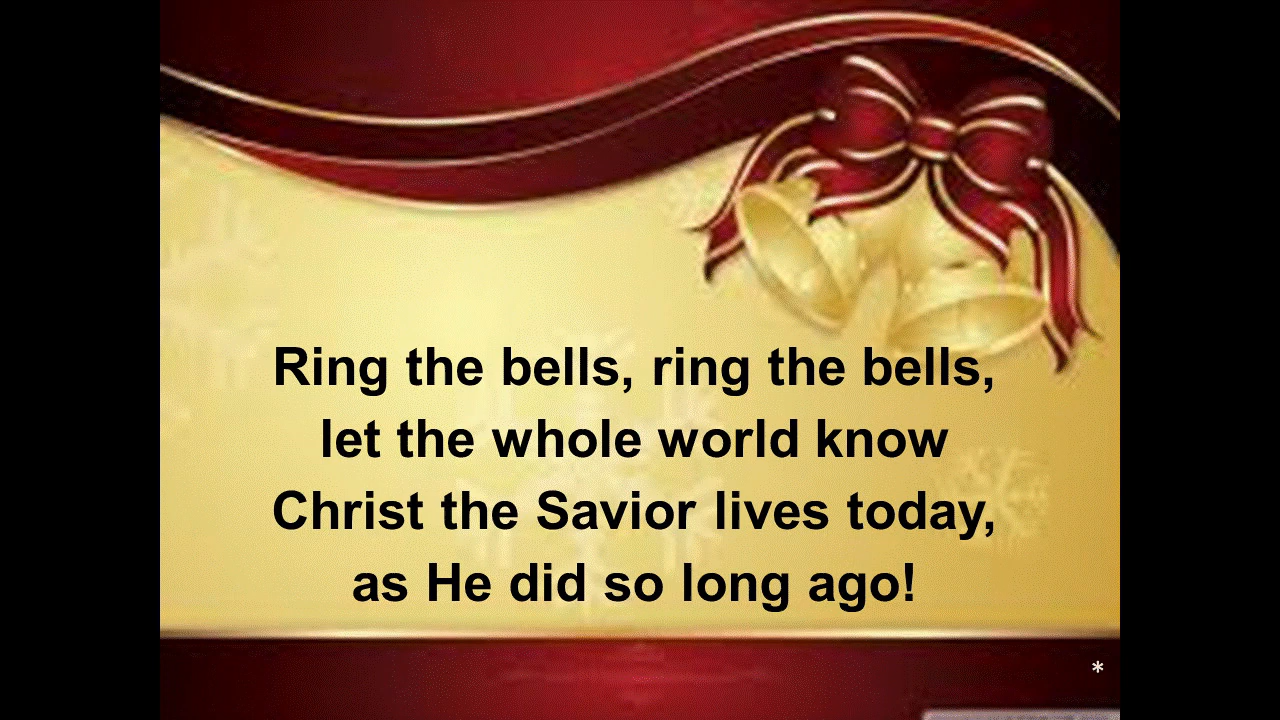 Ring the bells, ring the bells,
let the whole world know
Christ the Savior lives today,
as He did so long ago!
*